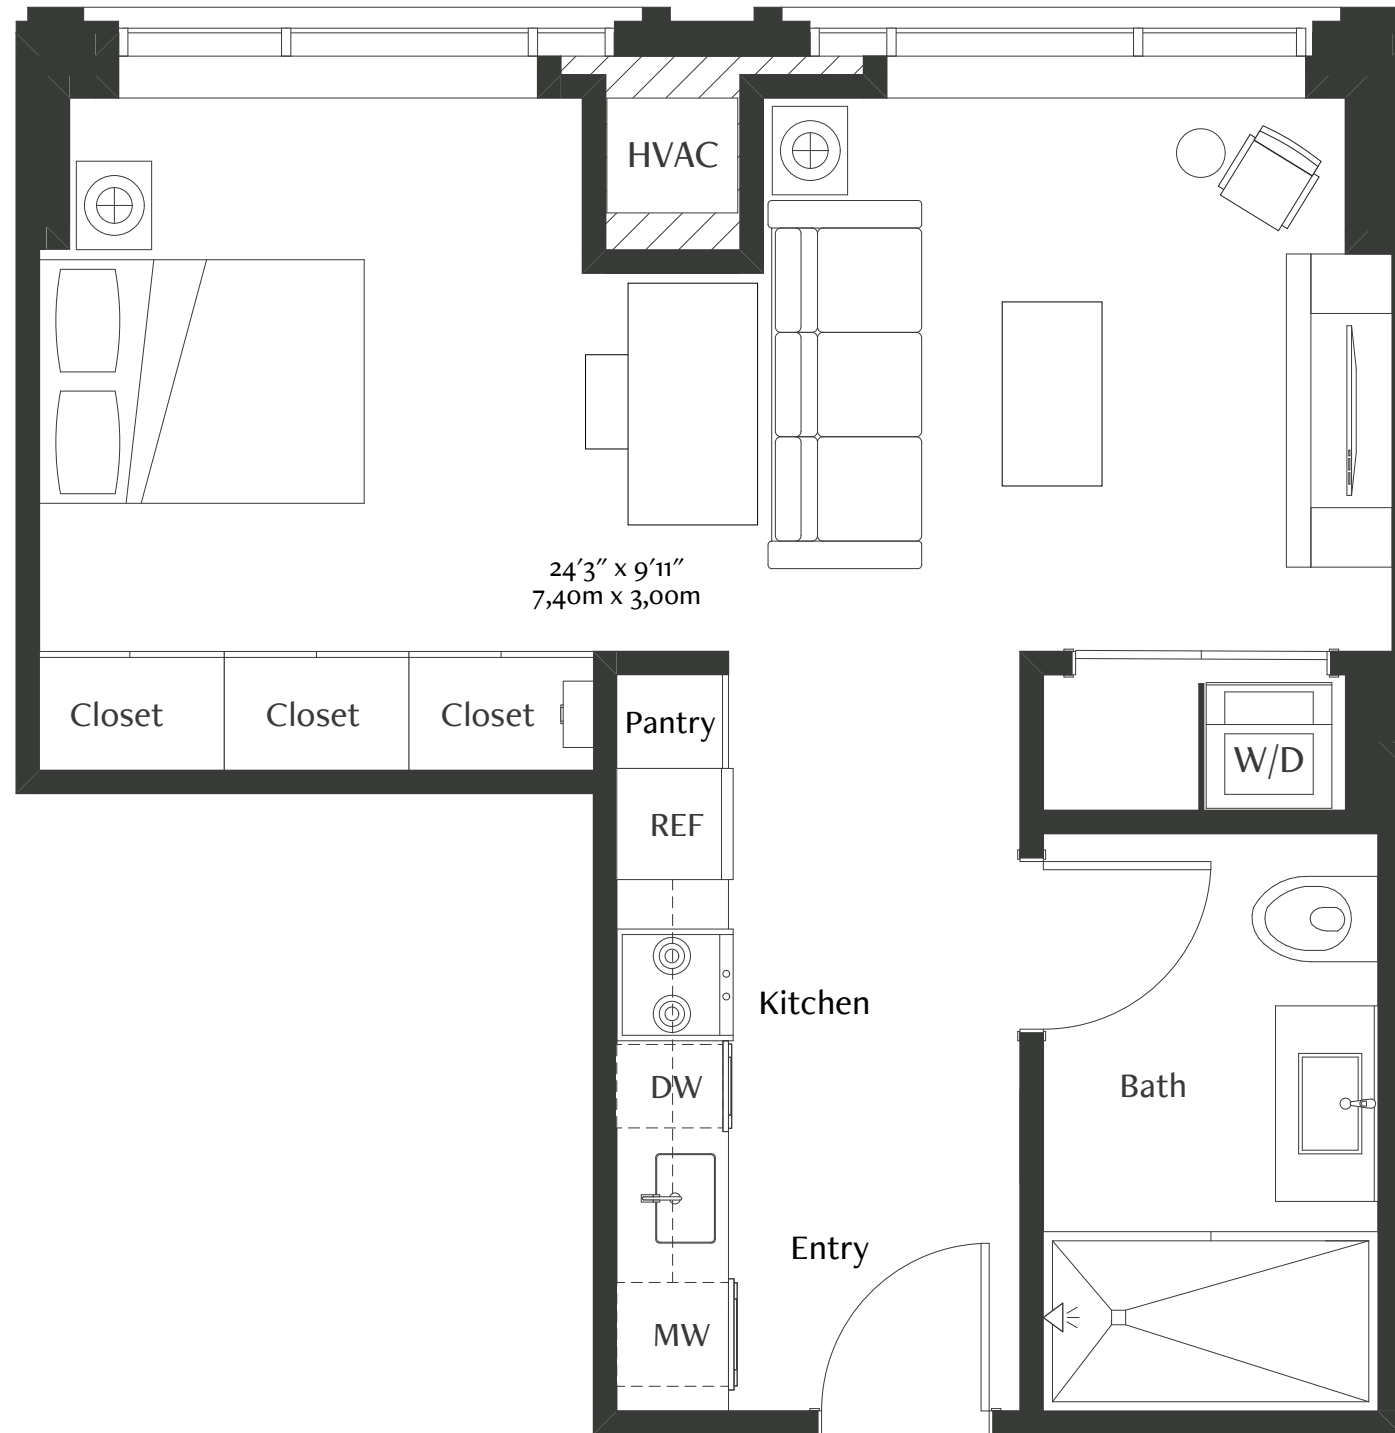 HVAC
24'3" x 9'11"
7,40m x 3,00m
Closet
Closet
Closet
Pantry
W/D
REF
Kitchen
DW
Bath
Entry
MW